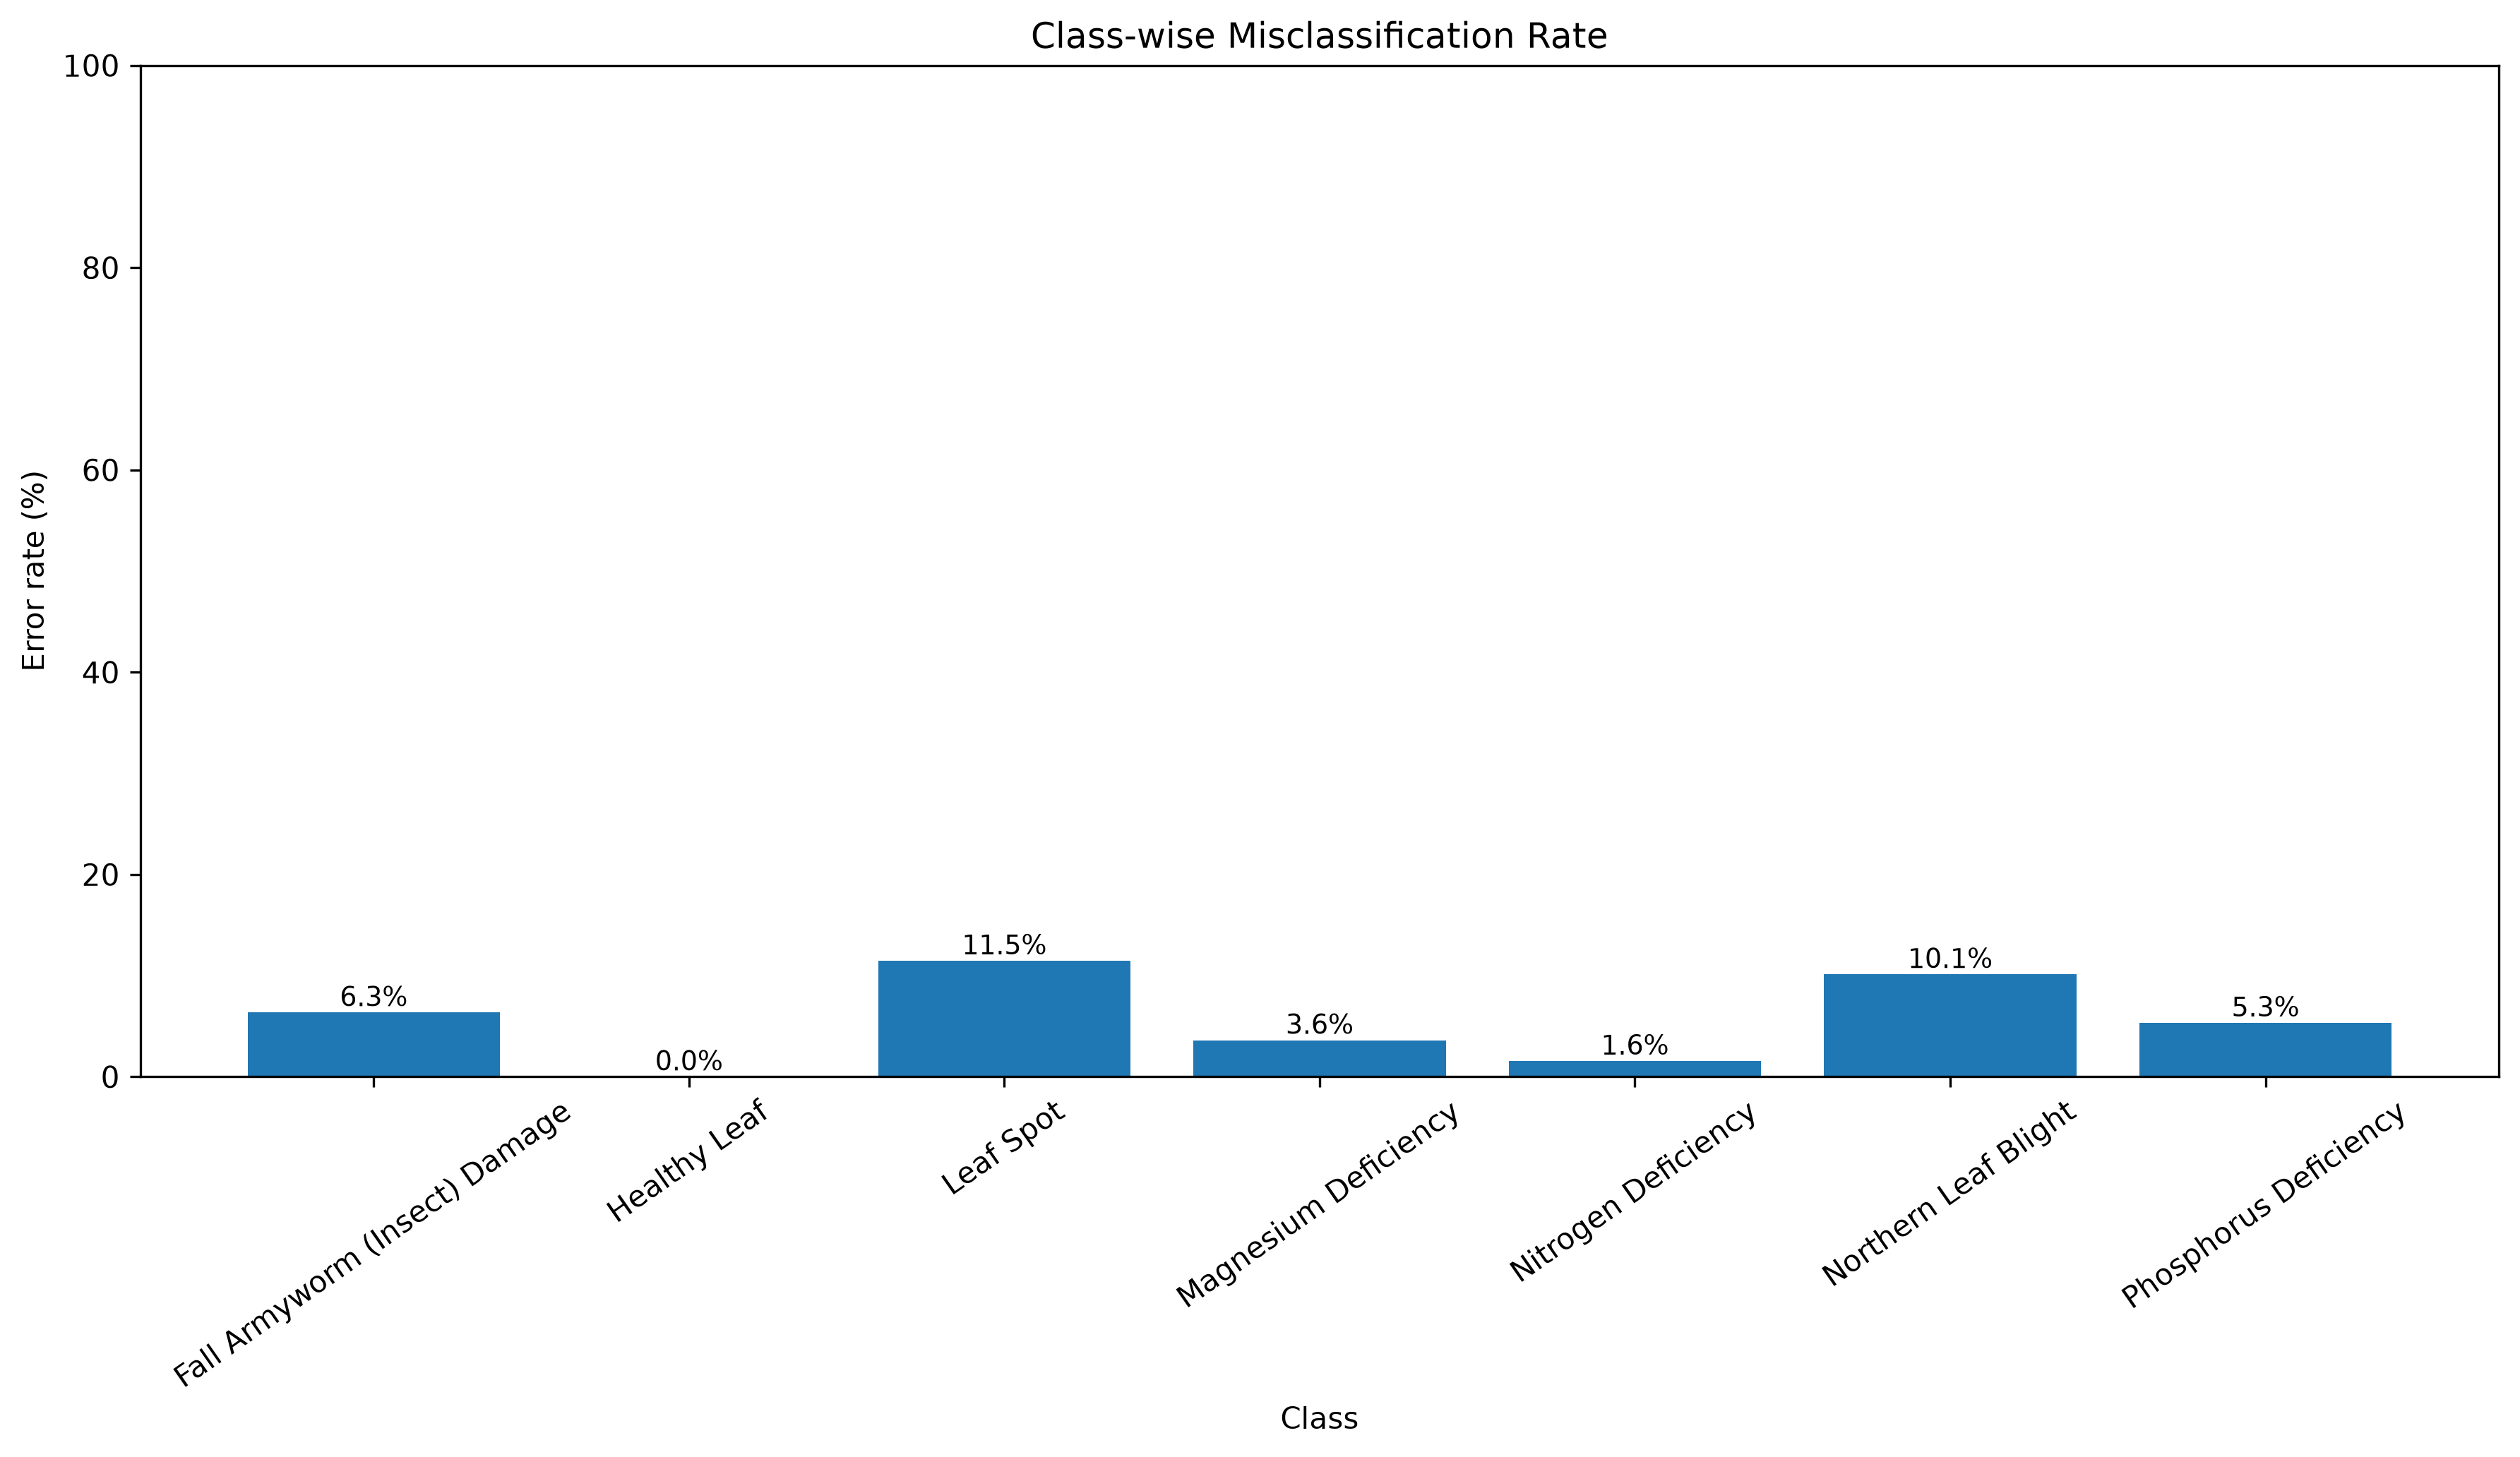 Class-wise Misclassification Rate
100
80
60
40
20
0
Error rate (%)
6.3%
0.0%
11.5%
3.6%
1.6%
10.1%
5.3%
Fall Armyworm (Insect) Damage
Healthy Leaf
Leaf Spot
Magnesium Deficiency
Nitrogen Deficiency
Northern Leaf Blight
Phosphorus Deficiency
Class